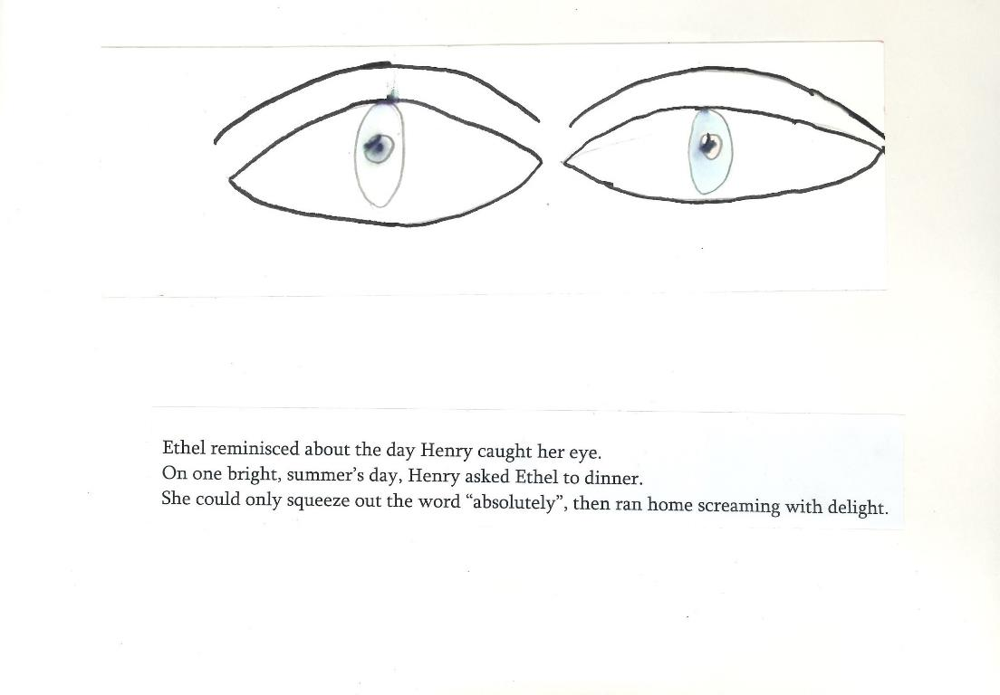 Ethel reminisced about the day Henry caught her eye.
On one bright, summer’s day, Henry asked Ethel to dinner.
She could only squeeze out the word “absolutely”, then ran home screaming with delight.